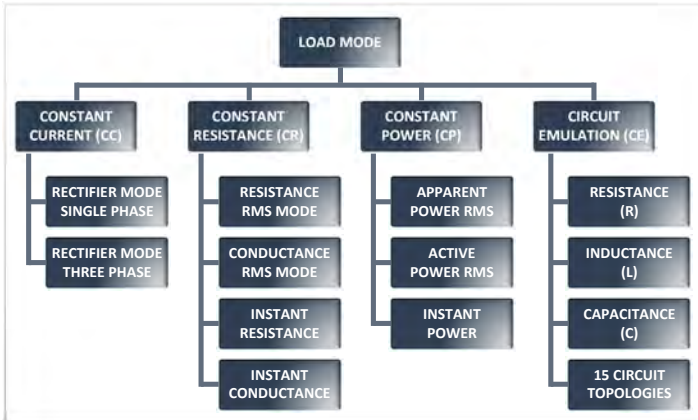 LOAD MODE
CONSTANT
CURRENT (CC)
CONSTANT
RESISTANCE (CR)
CONSTANT
POWER (CP)
CIRCUIT
EMULATION (CE)
RECTIFIER MODE
SINGLE PHASE
RECTIFIER MODE
THREE PHASE
RESISTANCE
RMS MODE
CONDUCTANCE
RMS MODE
INSTANT
RESISTANCE
INSTANT
CONDUCTANCE
APPARENT
POWER RMS
ACTIVE
POWER RMS
INSTANT
POWER
RESISTANCE
(R)
INDUCTANCE
(L)
CAPACITANCE
(C)
15 CIRCUIT
TOPOLOGIES